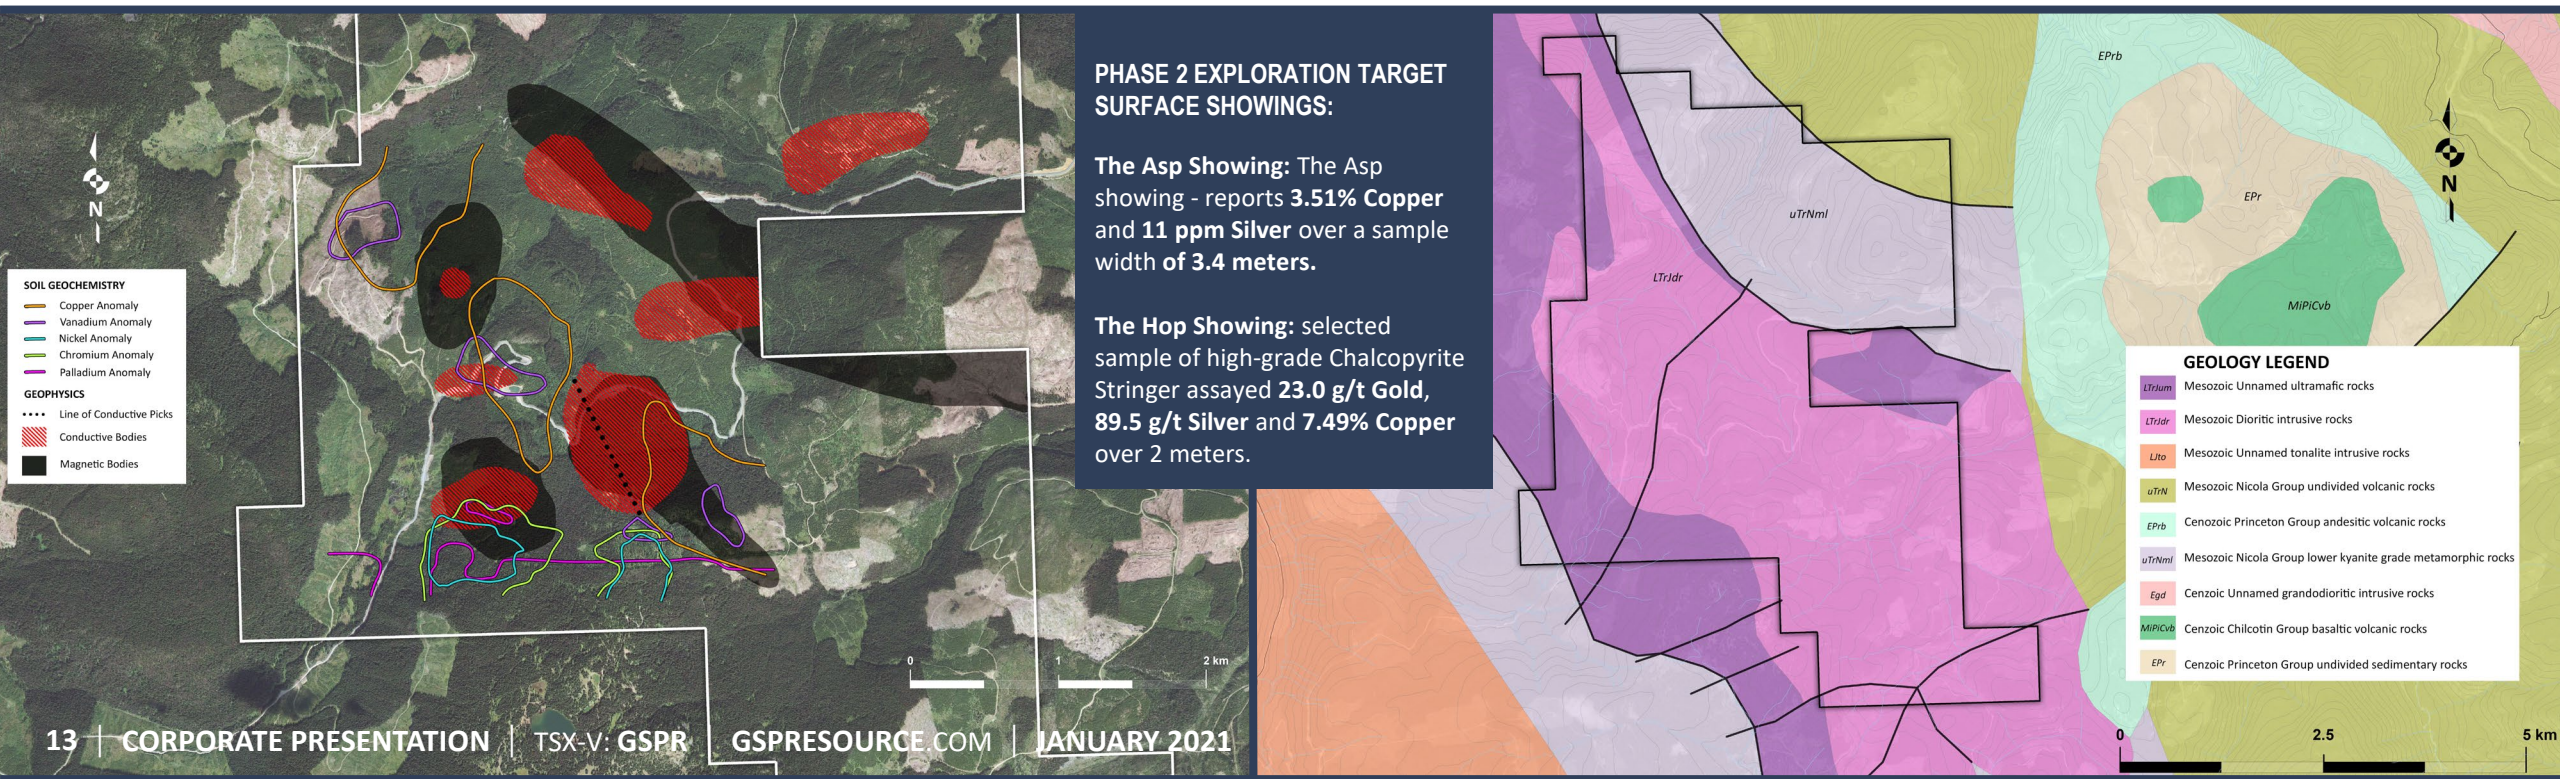 N
SOIL GEOCHEMISTRY
Copper Anomaly
Vanadium Anomaly
Nickel Anomaly
Chromium Anomaly
Palladium Anomaly
GEOPHYSICS
Line of Conductive Picks
Conductive Bodies
Magnetic Bodies
0 1 2 km
PHASE 2 EXPLORATION TARGET
SURFACE SHOWINGS:
The Asp Showing: The Asp
showing - reports 3.51% Copper
and 11 ppm Silver over a sample
width of 3.4 meters.
The Hop Showing: selected
sample of high-grade Chalcopyrite
Stringer assayed 23.0 g/t Gold,
89.5 g/t Silver and 7.49% Copper
over 2 meters.
EPrb
N
EPr
uTrNml
LTrJdr
MiPiCvb
GEOLOGY LEGEND
LTrJum Mesozoic Unnamed ultramafic rocks
LTrJdr Mesozoic Dioritic intrusive rocks
LJto Mesozoic Unnamed tonalite intrusive rocks
uTrN Mesozoic Nicola Group undivided volcanic rocks
EPrb Cenozoic Princeton Group andesitic volcanic rocks
uTrNml Mesozoic Nicola Group lower kyanite grade metamorphic rocks
Egd Cenzoic Unnamed grandodioritic intrusive rocks
MiPiCvb Cenzoic Chilcotin Group basaltic volcanic rocks
EPr Cenzoic Princeton Group undivided sedimentary rocks
0 2.5 5 km
13 | CORPORATE PRESENTATION | TSX-V: GSPR | GSPRESOURCE.COM | JANUARY 2021